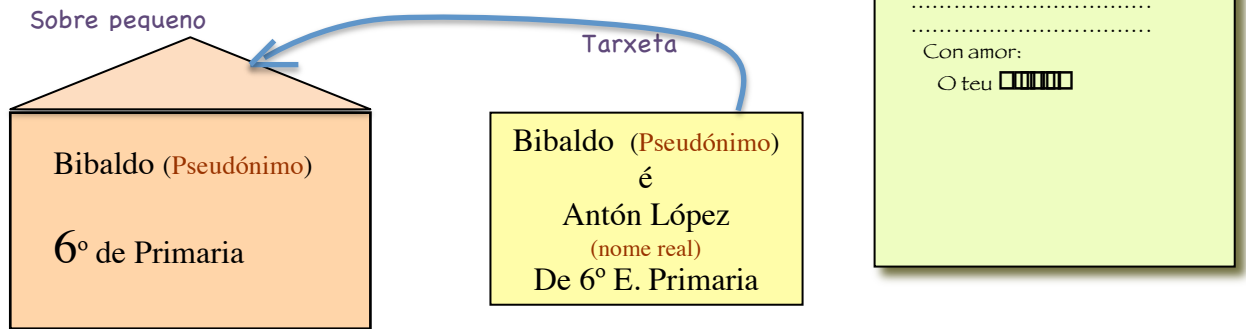 Sobre pequeno
Bibaldo (Pseudónimo)
6º de Primaria
Tarxeta
Bibaldo (Pseudónimo)
é
Antón López
(nome real)
De 6º E. Primaria
..................................
..................................
Con amor:
O teu